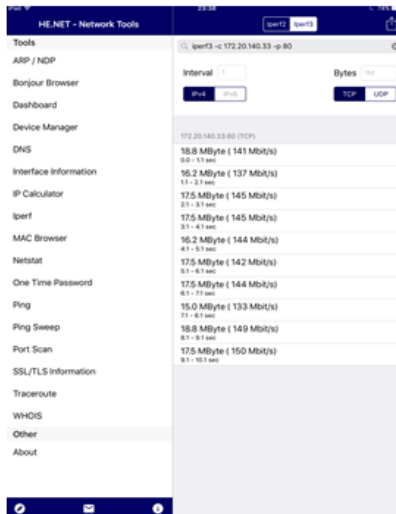 iPad
23:38
74%
HE.NET - Network Tools
Iperf2
Iperf3
Tools
ARP / NDP
Bonjour Browser
Dashboard
Device Manager
DNS
Interface Information
IP Calculator
Iperf
MAC Browser
Netstat
One Time Password
Ping
Ping Sweep
Port Scan
SSL/TLS Information
Traceroute
WHOIS
Other
About
iperf3 -c 172.20.140.33 -p 80
Interval 1
Bytes 1M
IPv4 IPv6
TCP UDP
172.20.140.33:80 (TCP)
18.8 MByte ( 141 Mbit/s)
0.0 - 1.1 sec
16.2 MByte ( 137 Mbit/s)
1.1 - 2.1 sec
17.5 MByte ( 145 Mbit/s)
2.1 - 3.1 sec
17.5 MByte ( 145 Mbit/s)
3.1 - 4.1 sec
16.2 MByte ( 144 Mbit/s)
4.1 - 5.1 sec
17.5 MByte ( 142 Mbit/s)
5.1 - 6.1 sec
17.5 MByte ( 144 Mbit/s)
6.1 - 7.1 sec
15.0 MByte ( 133 Mbit/s)
7.1 - 8.1 sec
18.8 MByte ( 149 Mbit/s)
8.1 - 9.1 sec
17.5 MByte ( 150 Mbit/s)
9.1 - 10.1 sec